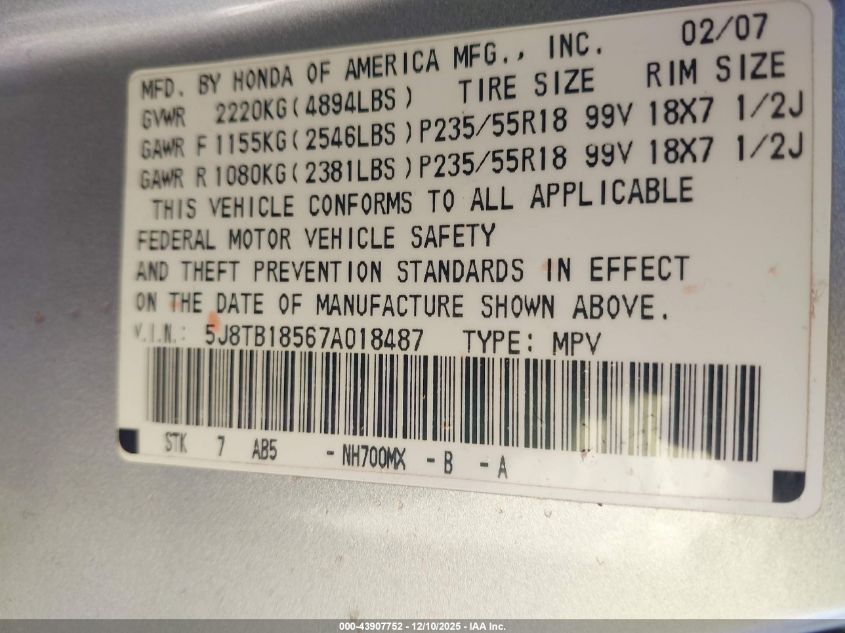 MFD. BY HONDA OF AMERICA MFG., INC. 02/07
GVWR 2220KG(4894LBS) TIRE SIZE RIM SIZE
GAWR F 1155KG(2546LBS)P235/55R18 99V 18X7 1/2J
GAWR R 1080KG(2381LBS)P235/55R18 99V 18X7 1/2J
THIS VEHICLE CONFORMS TO ALL APPLICABLE
FEDERAL MOTOR VEHICLE SAFETY
AND THEFT PREVENTION STANDARDS IN EFFECT
ON THE DATE OF MANUFACTURE SHOWN ABOVE.
V.I.N.: 5J8TB18567A018487 TYPE: MPV
STK 7 AB5 -NH700MX -B -A
000-43907752 - 12/10/2025 - IAA Inc.